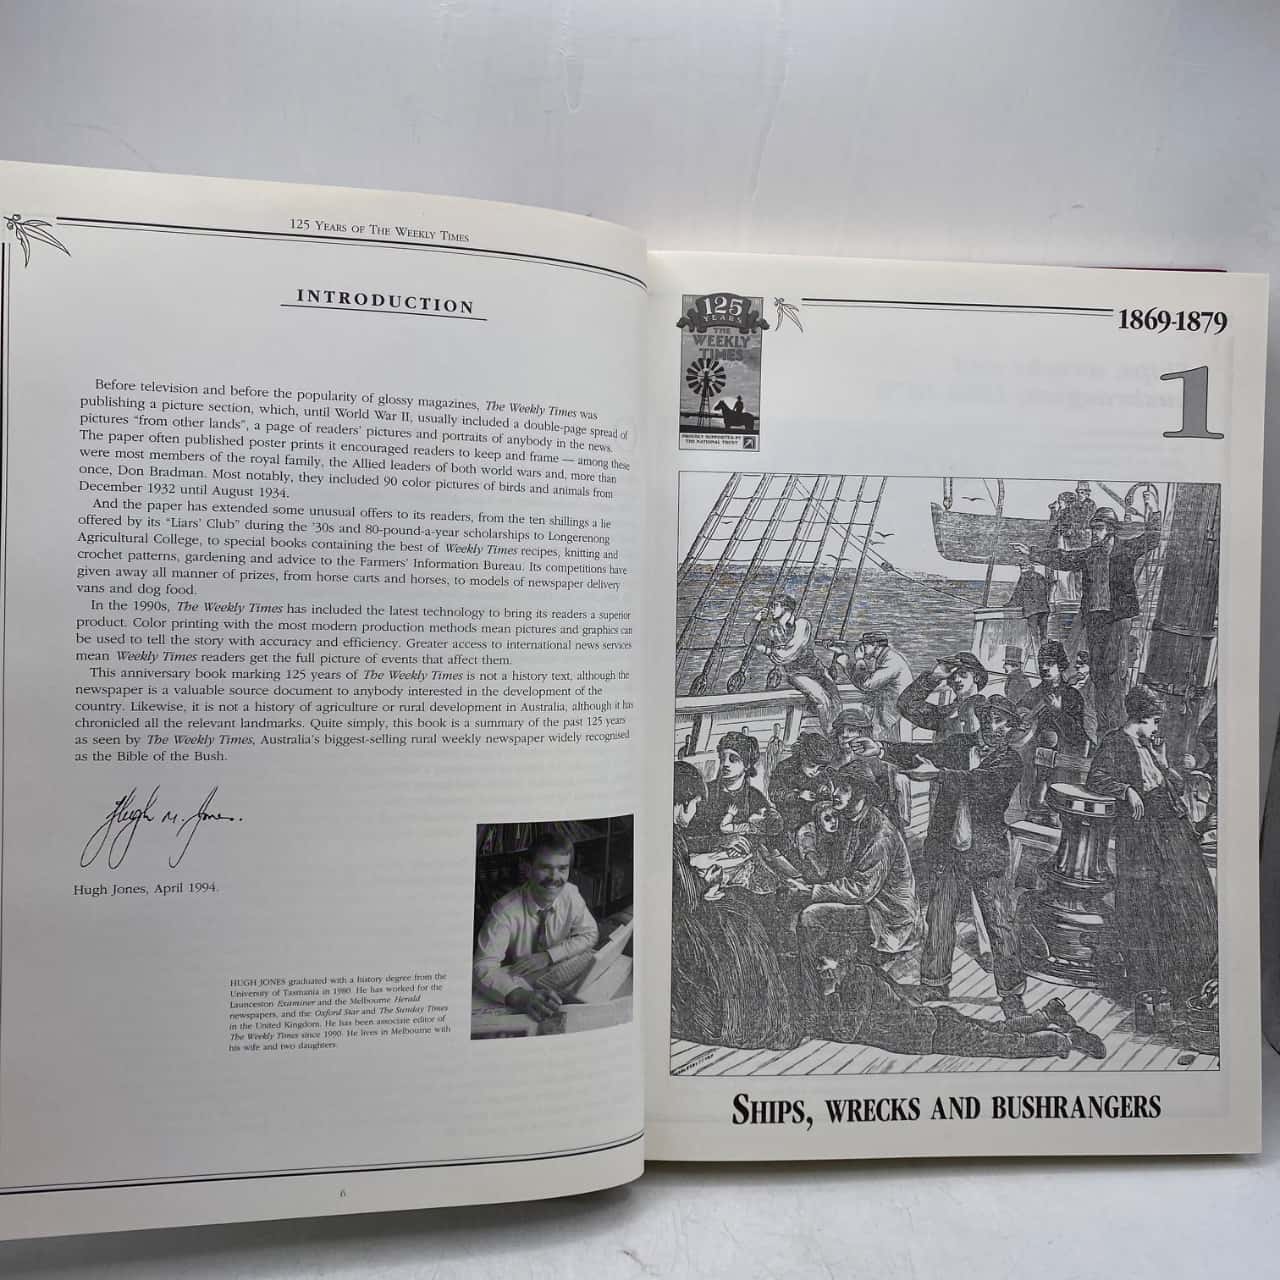 125 YEARS OF THE WEEKLY TIMES
INTRODUCTION
Before television and before the popularity of glossy magazines, The Weekly Times was
publishing a picture section, which, until World War II, usually included a double-page spread of
pictures "from other lands", a page of readers' pictures and portraits of anybody in the news.
The paper often published poster prints it encouraged readers to keep and frame — among these
were most members of the royal family, the Allied leaders of both world wars and, more than
once, Don Bradman. Most notably, they included 90 color pictures of birds and animals from
December 1932 until August 1934.
And the paper has extended some unusual offers to its readers, from the ten shillings a lie
offered by its "Liars' Club" during the '30s and 80-pound-a-year scholarships to Longerenong
Agricultural College, to special books containing the best of Weekly Times recipes, knitting and
crochet patterns, gardening and advice to the Farmers' Information Bureau. Its competitions have
given away all manner of prizes, from horse carts and horses, to models of newspaper delivery
vans and dog food.
In the 1990s, The Weekly Times has included the latest technology to bring its readers a superior
product. Color printing with the most modern production methods mean pictures and graphics can
be used to tell the story with accuracy and efficiency. Greater access to international news services
mean Weekly Times readers get the full picture of events that affect them.
This anniversary book marking 125 years of The Weekly Times is not a history text, although the
newspaper is a valuable source document to anybody interested in the development of the
country. Likewise, it is not a history of agriculture or rural development in Australia, although it has
chronicled all the relevant landmarks. Quite simply, this book is a summary of the past 125 years
as seen by The Weekly Times, Australia's biggest-selling rural weekly newspaper widely recognised
as the Bible of the Bush.
Hugh M. Jones.
Hugh Jones, April 1994.
HUGH JONES graduated with a history degree from the
University of Tasmania in 1980. He has worked for the
Launceston Examiner and the Melbourne Herald
newspapers, and the Oxford Star and The Sunday Times
in the United Kingdom. He has been associate editor of
The Weekly Times since 1990. He lives in Melbourne with
his wife and two daughters.
6
125
YEARS
THE
WEEKLY
TIMES
PROUDLY SUPPORTED BY
THE NATIONAL TRUST
1869-1879
1
SHIPS, WRECKS AND BUSHRANGERS